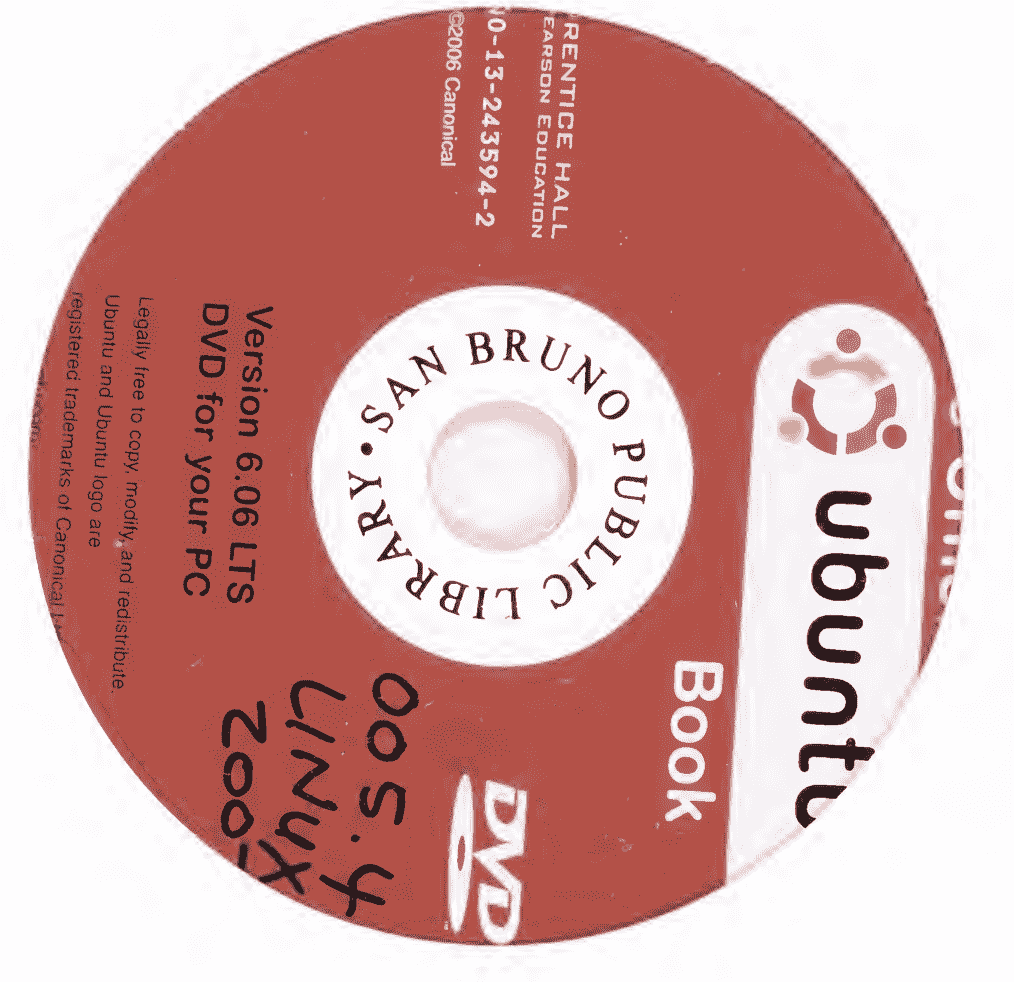 ubuntu
Book
SAN BRUNO PUBLIC LIBRARY •
RENTICE HALL
EARSON EDUCATION
0-13-243594-2
©2006 Canonical
DVD
Version 6.06 LTS
DVD for your PC
Legally free to copy, modify, and redistribute.
Ubuntu and Ubuntu logo are
registered trademarks of Canonical
005.4
LINUX
200